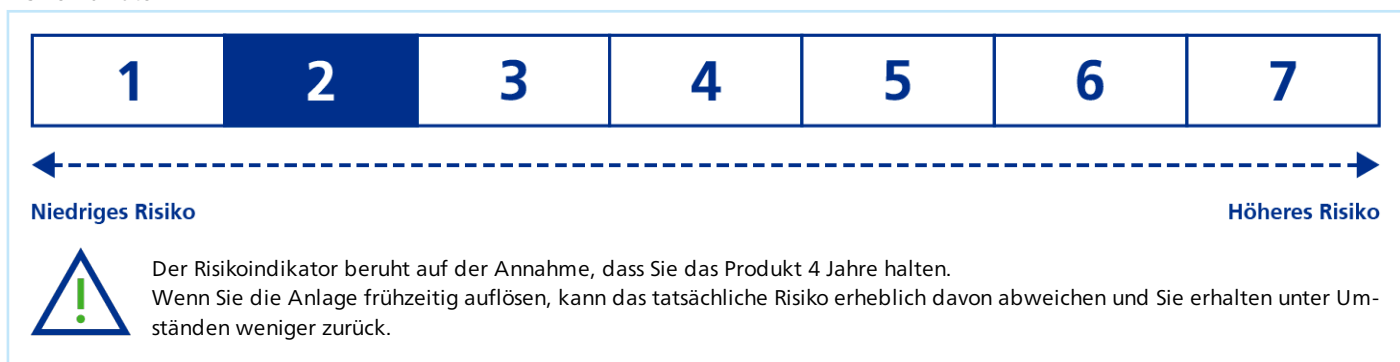 1 2 3 4 5 6 7
Niedriges Risiko Höheres Risiko
Der Risikoindikator beruht auf der Annahme, dass Sie das Produkt 4 Jahre halten.
Wenn Sie die Anlage frühzeitig auflösen, kann das tatsächliche Risiko erheblich davon abweichen und Sie erhalten unter Um-
ständen weniger zurück.